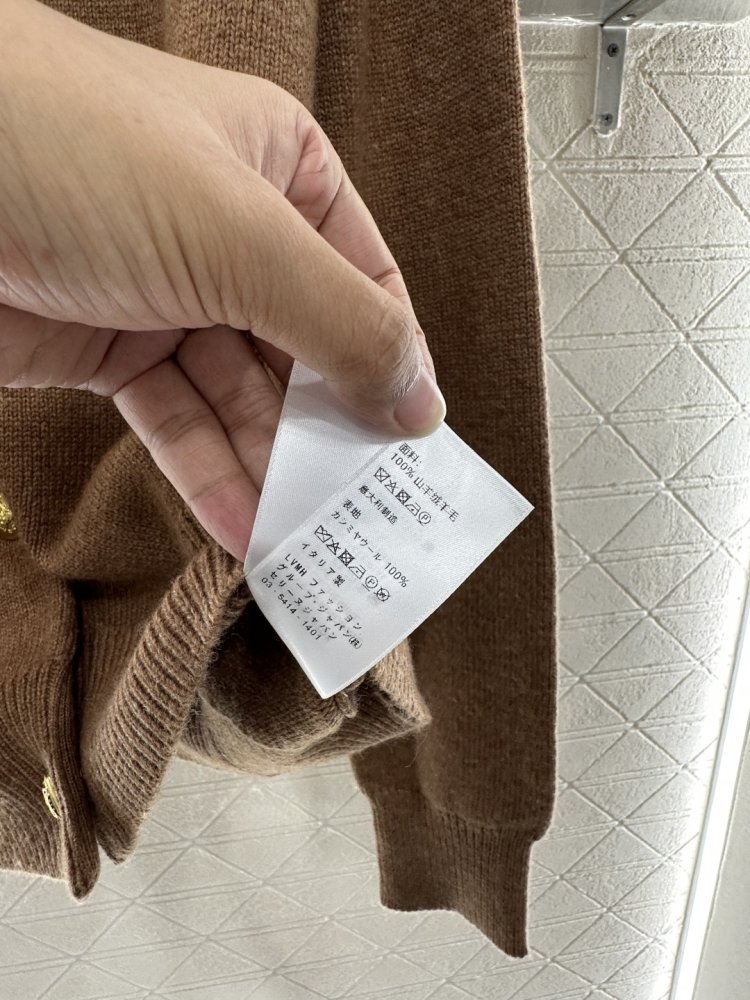 面料:
100% 山羊绒羊毛
意大利制造
表地
カシミヤウール 100%
イタリア製
LVMH ファッション
グループ・ジャパン㈱
セリーヌジャパン
03-5414-1401